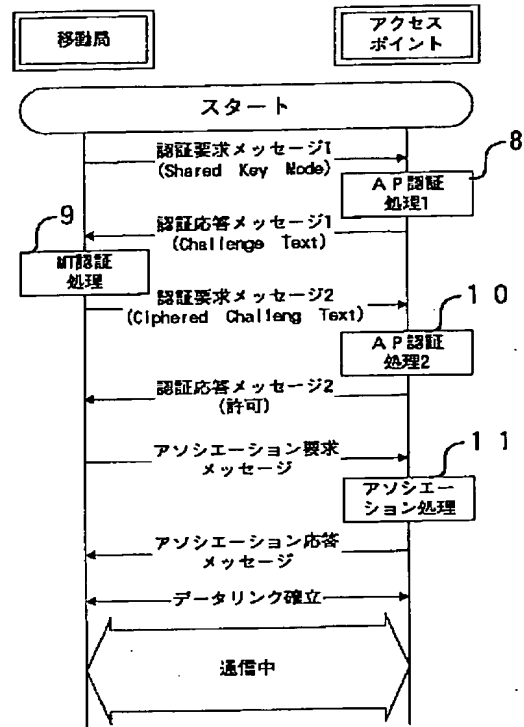 移動局
アクセス
ポイント
スタート
認証要求メッセージ1
(Shared Key Mode)
8
AP認証
処理1
認証応答メッセージ1
(Challenge Text)
9
MT認証
処理
認証要求メッセージ2
(Ciphered Challeng Text)
10
AP認証
処理2
認証応答メッセージ2
(許可)
アソシエーション要求
メッセージ
11
アソシエー
ション処理
アソシエーション応答
メッセージ
データリンク確立
通信中